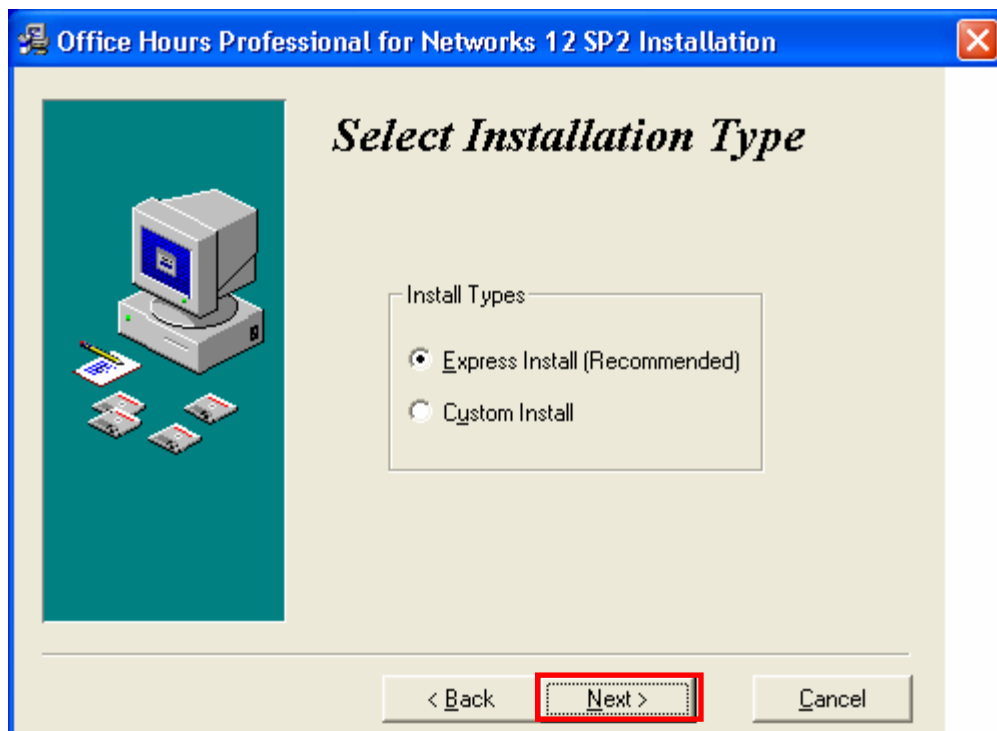 Office Hours Professional for Networks 12 SP2 Installation
Select Installation Type
Install Types
Express Install (Recommended)
Custom Install
< Back
Next >
Cancel